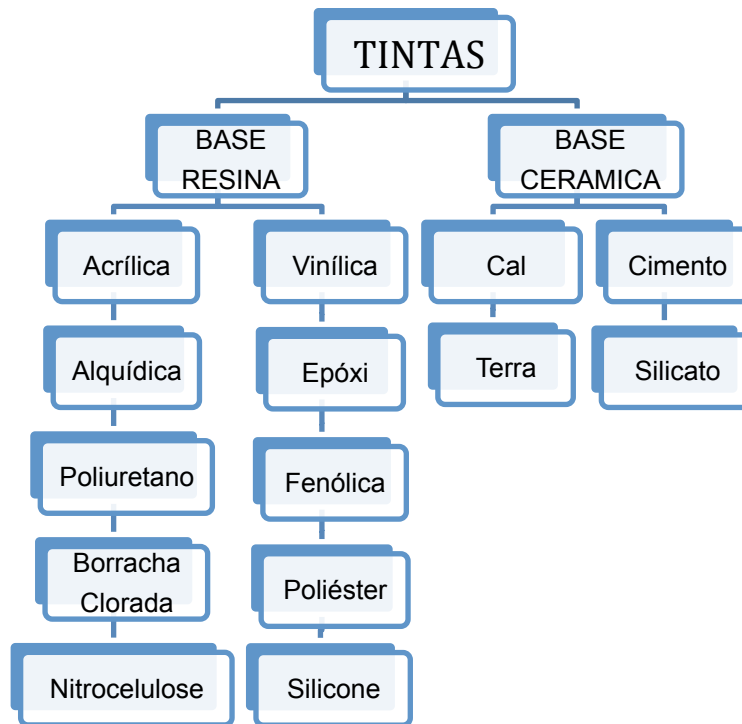 TINTAS
BASE
RESINA
BASE
CERAMICA
Acrílica
Vinílica
Cal
Cimento
Alquídica
Epóxi
Terra
Silicato
Poliuretano
Fenólica
Borracha
Clorada
Poliéster
Nitrocelulose
Silicone